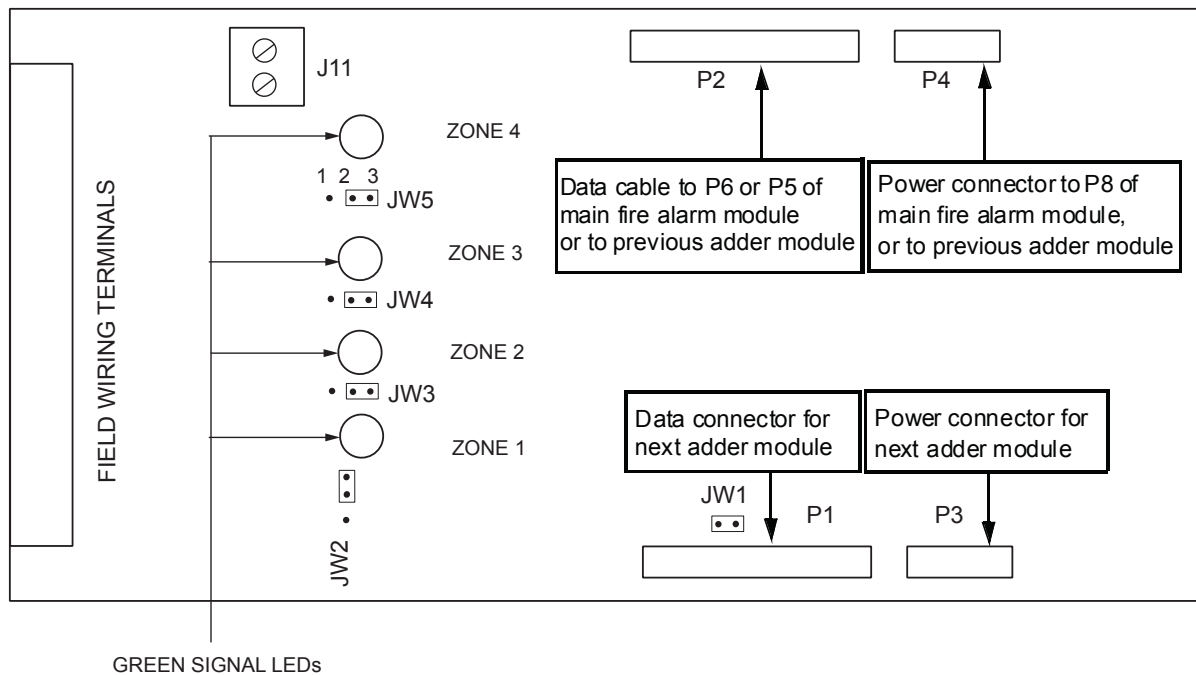 J11
P2
P4
ZONE 4
1 2 3
JW5
Data cable to P6 or P5 of
main fire alarm module
or to previous adder module
Power connector to P8 of
main fire alarm module,
or to previous adder module
FIELD WIRING TERMINALS
ZONE 3
JW4
ZONE 2
JW3
Data connector for
next adder module
Power connector for
next adder module
ZONE 1
JW1
P1
P3
JW2
GREEN SIGNAL LEDs